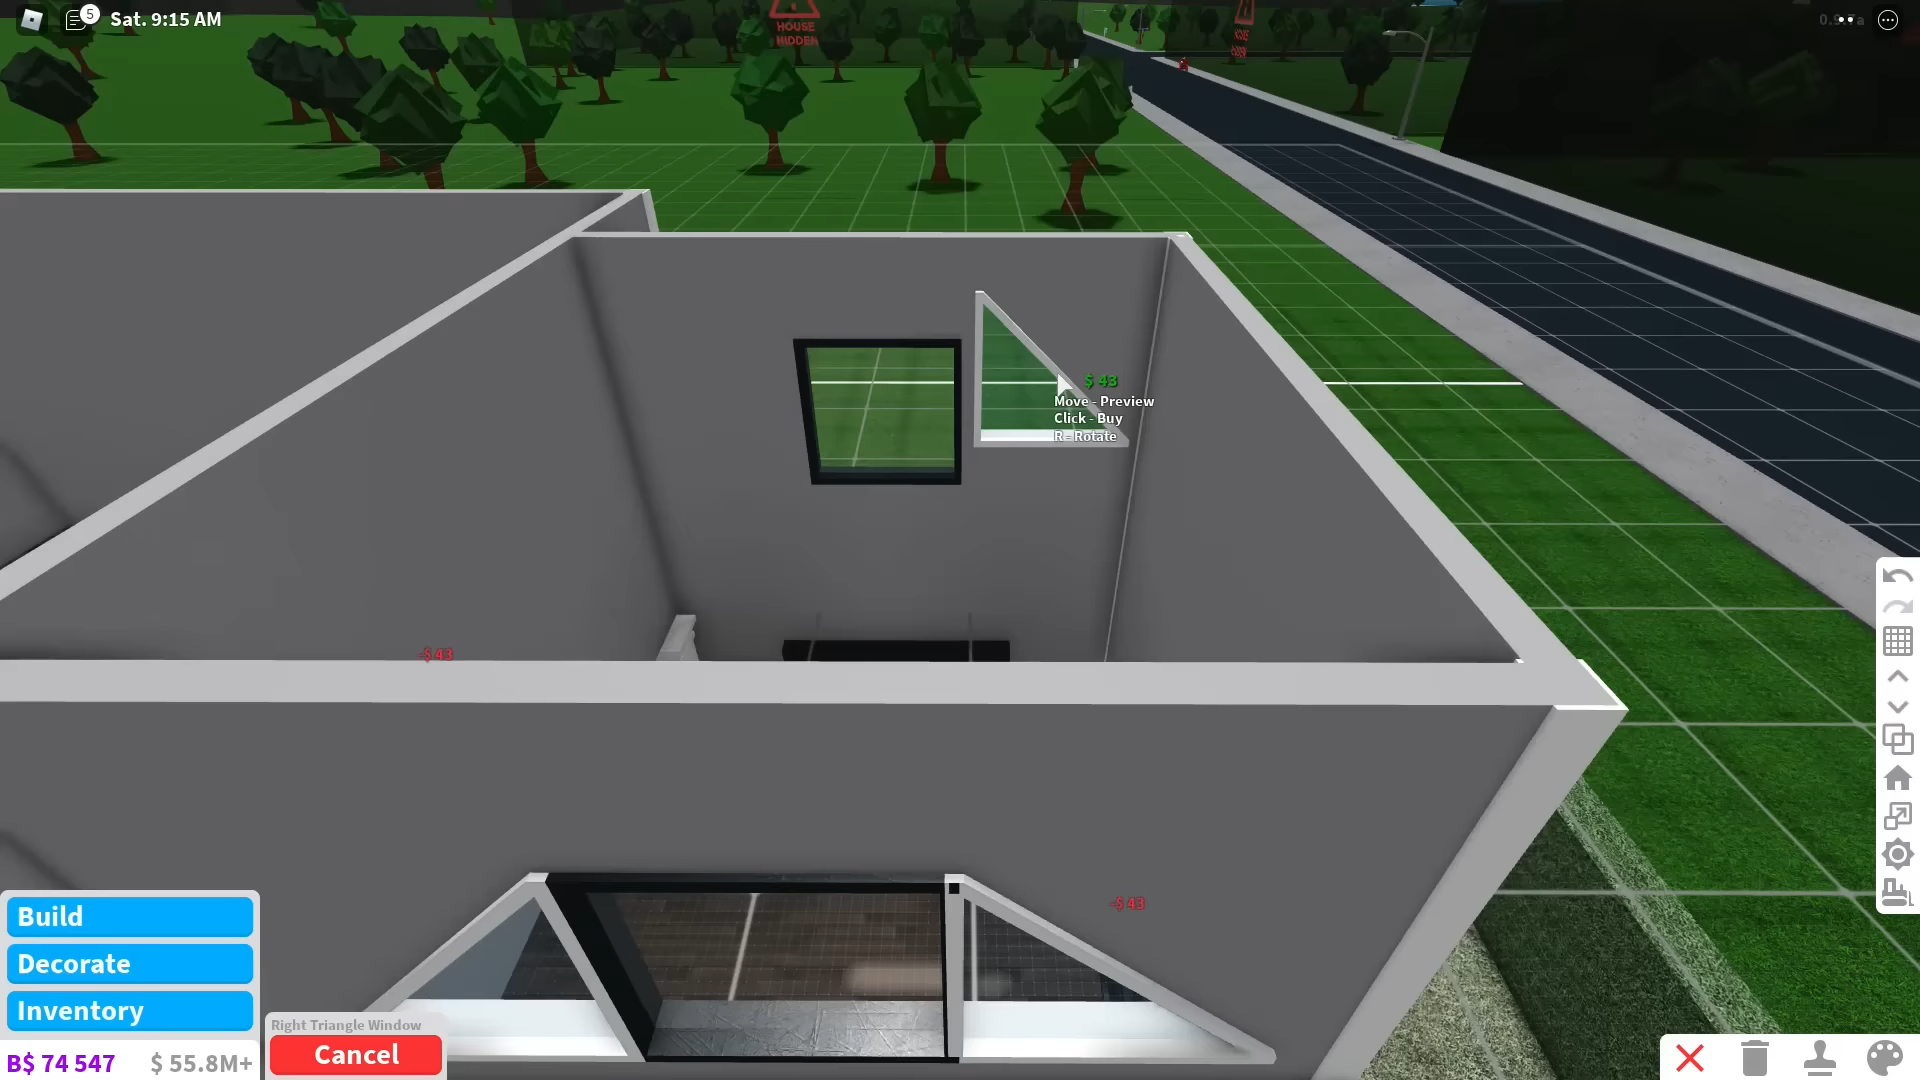 5
Sat. 9:15 AM
HOUSE
HIDDEN
$ 43
Move - Preview
Click - Buy
R - Rotate
-$ 43
-$ 43
Build
Decorate
Inventory
Right Triangle Window
Cancel
B$ 74 547
$ 55.8M+